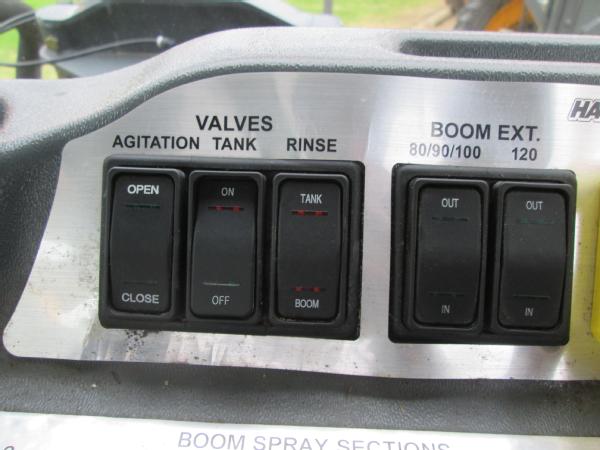 VALVES
AGITATION TANK RINSE
OPEN
CLOSE
ON
OFF
TANK
BOOM
BOOM EXT.
80/90/100 120
OUT
IN
OUT
IN
HA
BOOM SPRAY SECTIONS